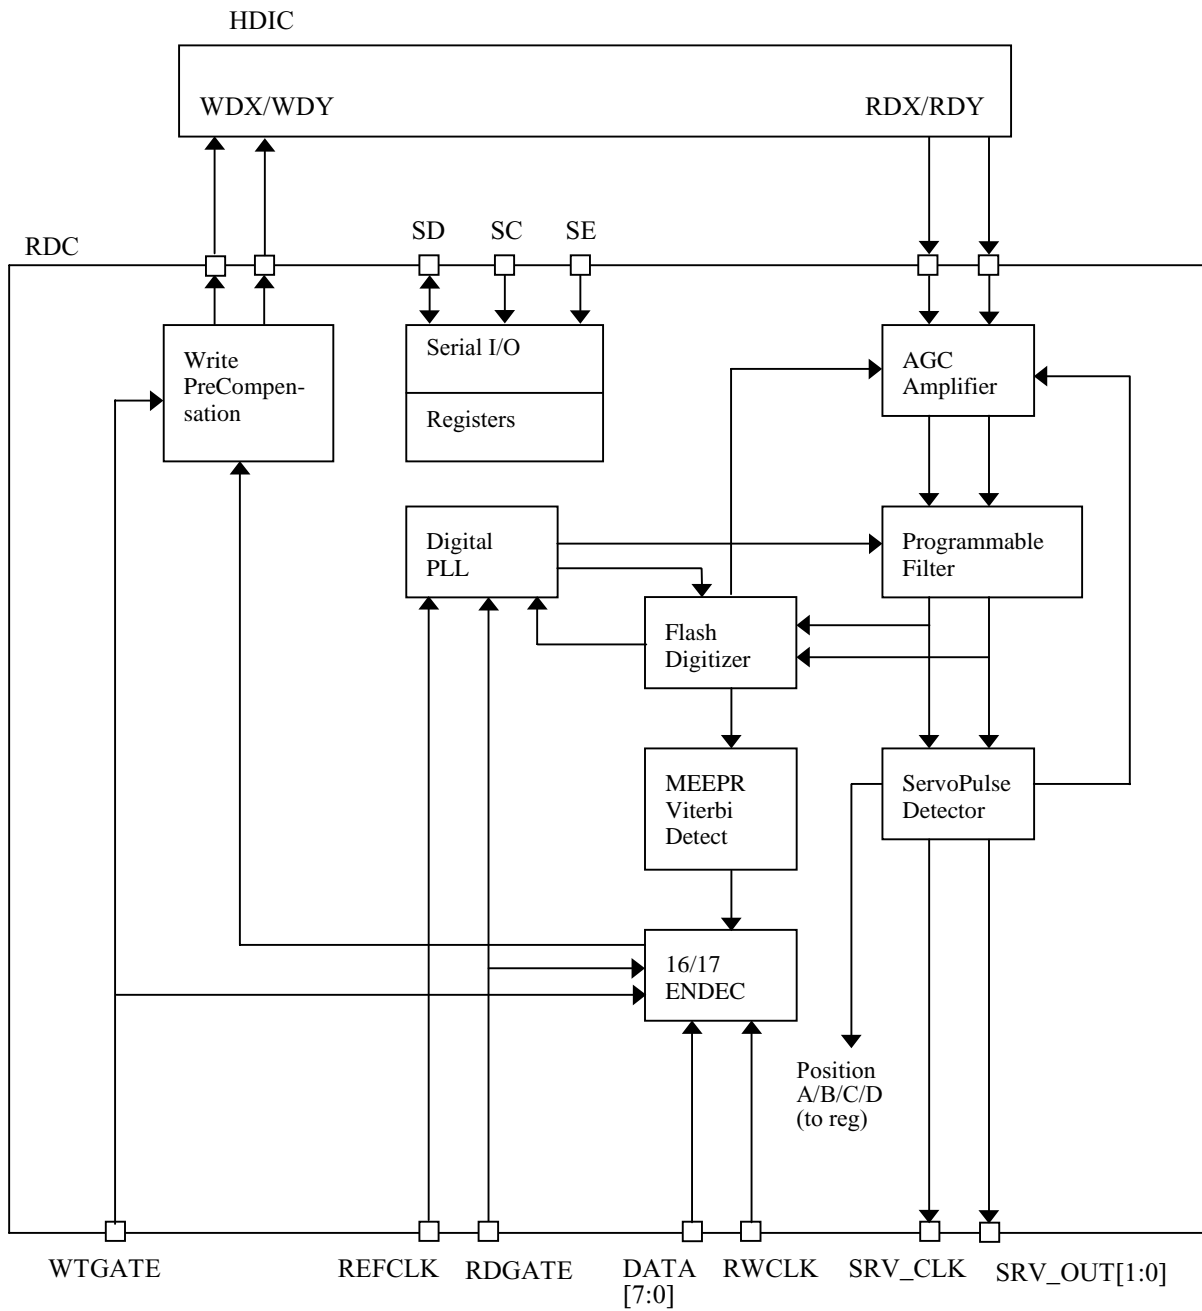 HDIC
WDX/WDY
RDX/RDY
RDC
SD
SC
SE
Write
PreCompen-
sation
Serial I/O
Registers
AGC
Amplifier
Digital
PLL
Programmable
Filter
Flash
Digitizer
MEEPR
Viterbi
Detect
ServoPulse
Detector
16/17
ENDEC
Position
A/B/C/D
(to reg)
WTGATE
REFCLK
RDGATE
DATA
[7:0]
RWCLK
SRV_CLK
SRV_OUT[1:0]